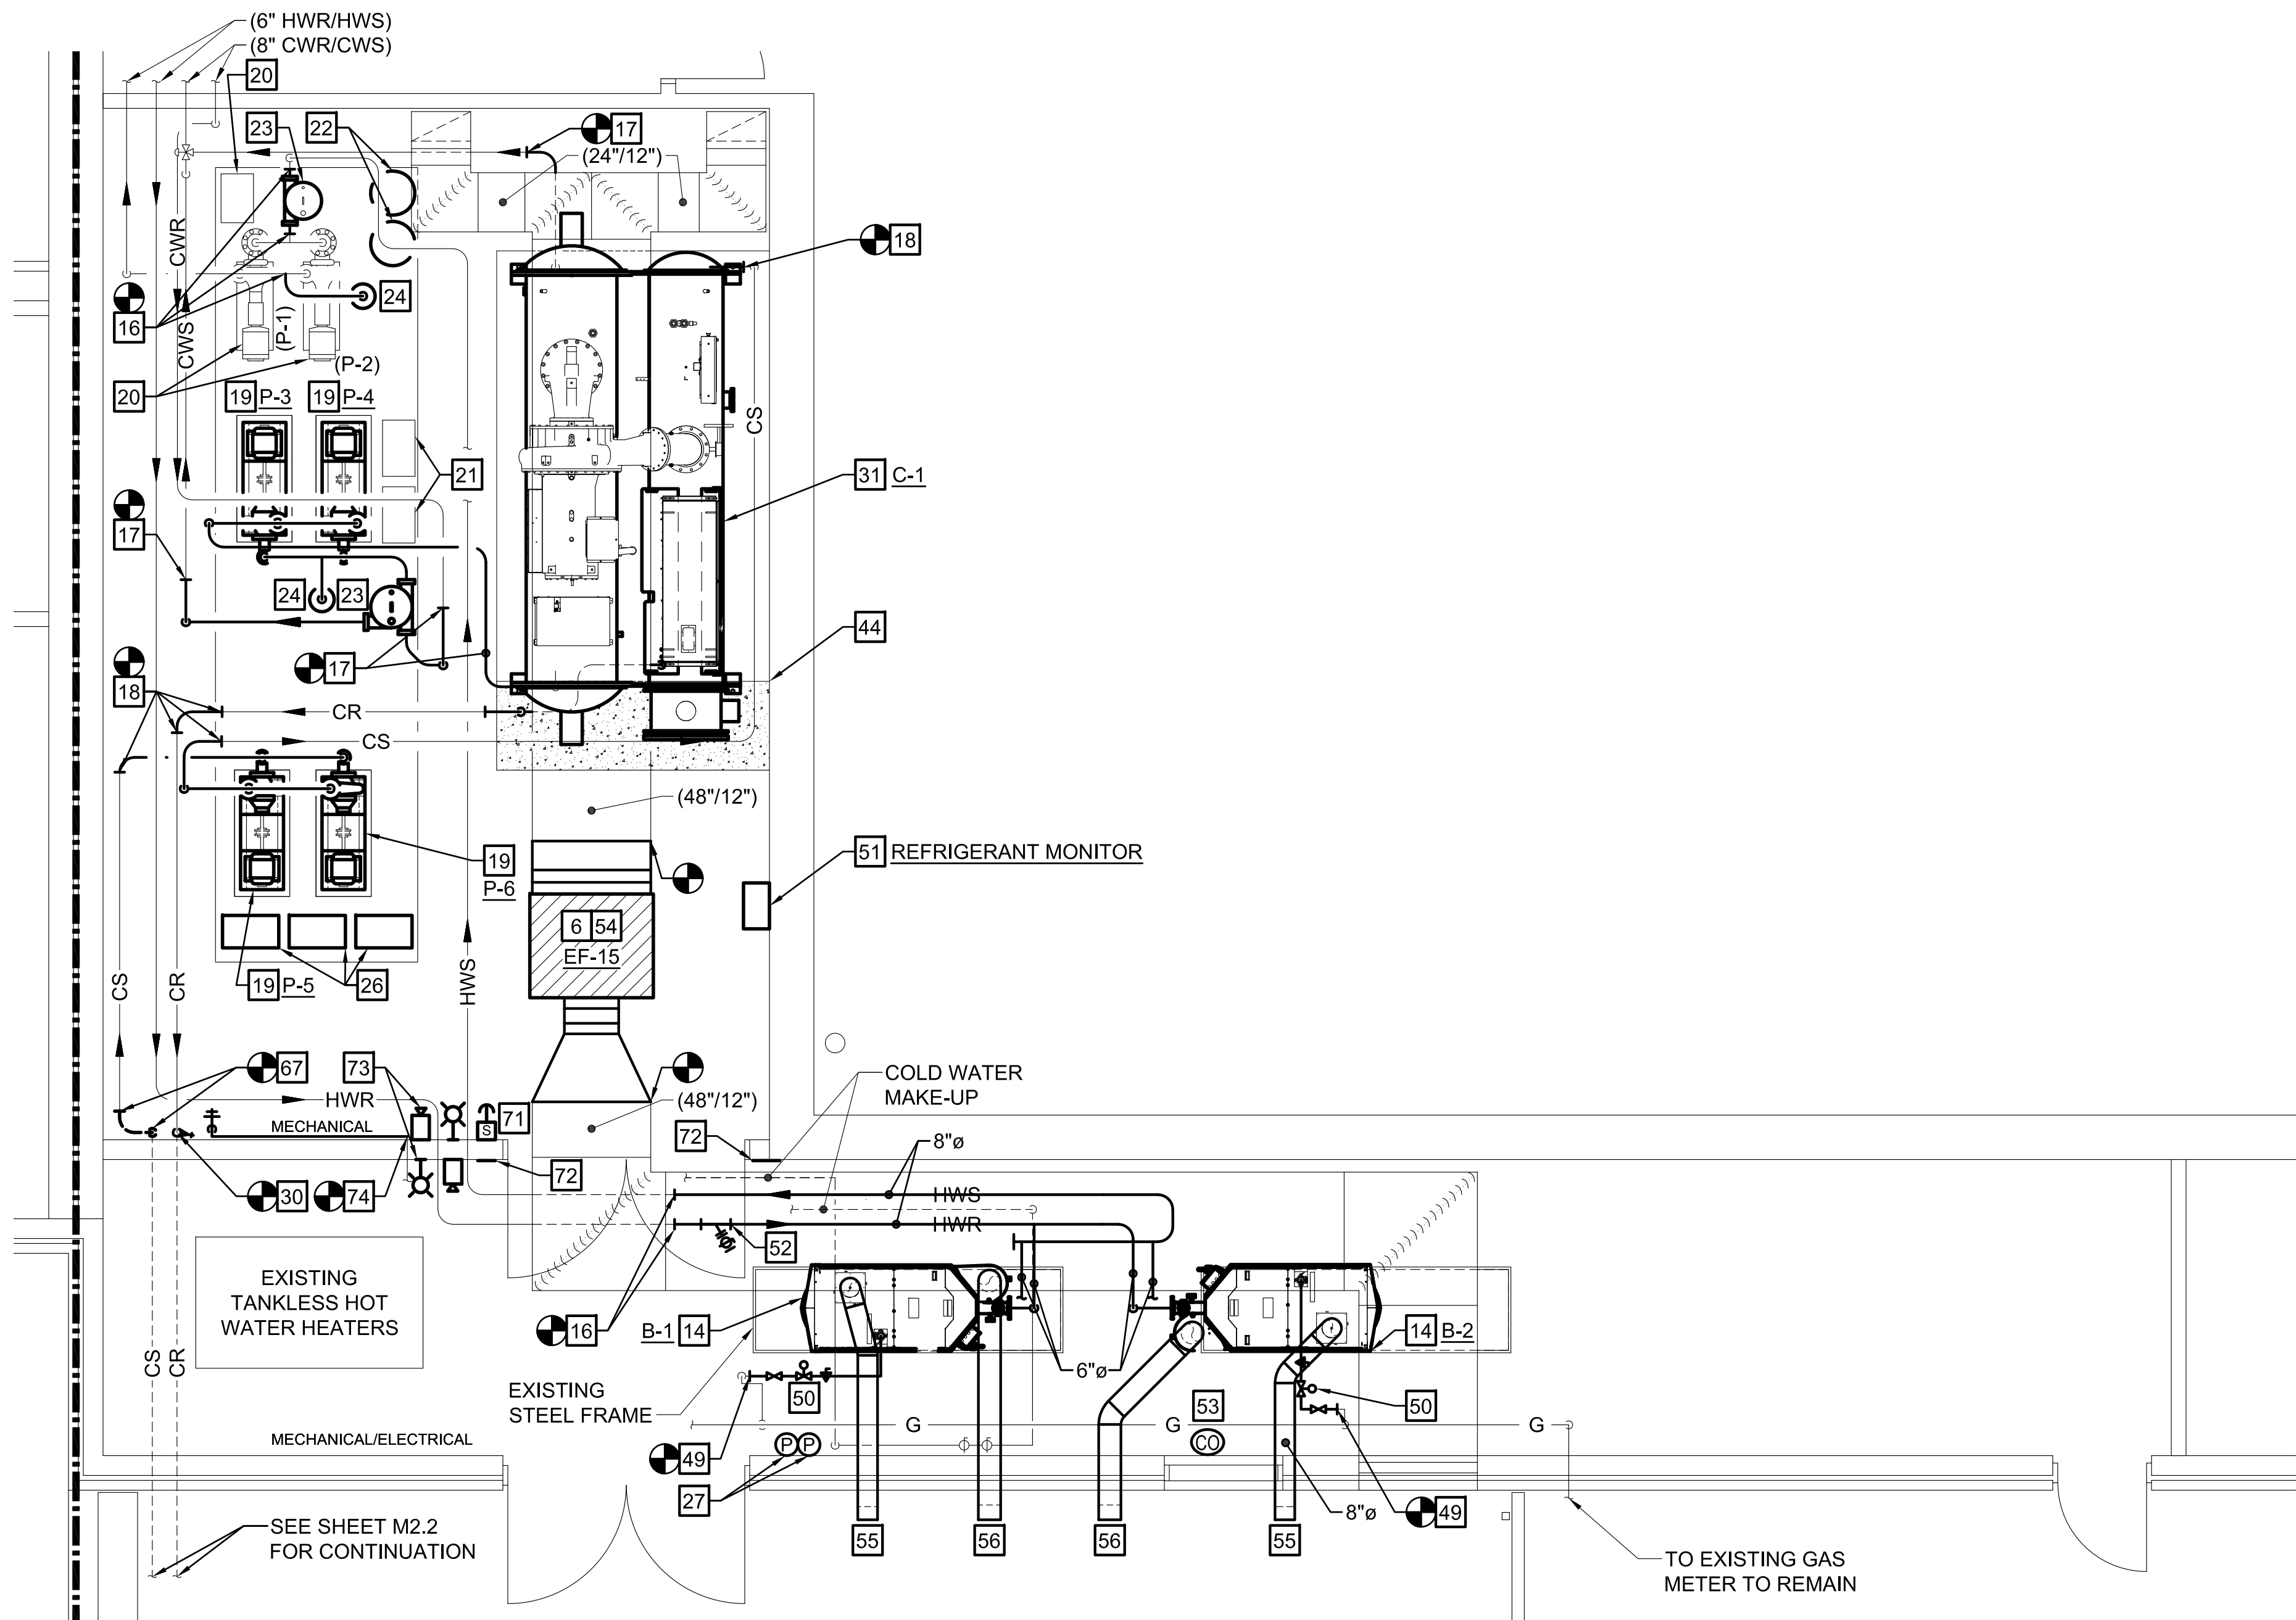 (6" HWR/HWS)
(8" CWR/CWS)
20
23
22
17
(24"/12")
CWR
18
24
16
CWS
(P-1)
(P-2)
20
19 P-3
19 P-4
CS
21
31 C-1
17
24
23
44
17
18
CR
CS
(48"/12")
51 REFRIGERANT MONITOR
19
P-6
6 54
EF-15
19 P-5
26
CS
CR
HWS
67
73
COLD WATER
MAKE-UP
HWR
(48"/12")
MECHANICAL
71
S
72
8"ø
72
30
74
HWS
HWR
52
EXISTING
TANKLESS HOT
WATER HEATERS
16
B-1 14
14 B-2
6"ø
CS
CR
EXISTING
STEEL FRAME
50
53
50
G
G
G
MECHANICAL/ELECTRICAL
P P
CO
49
27
8"ø
49
SEE SHEET M2.2
FOR CONTINUATION
55
56
56
55
TO EXISTING GAS
METER TO REMAIN